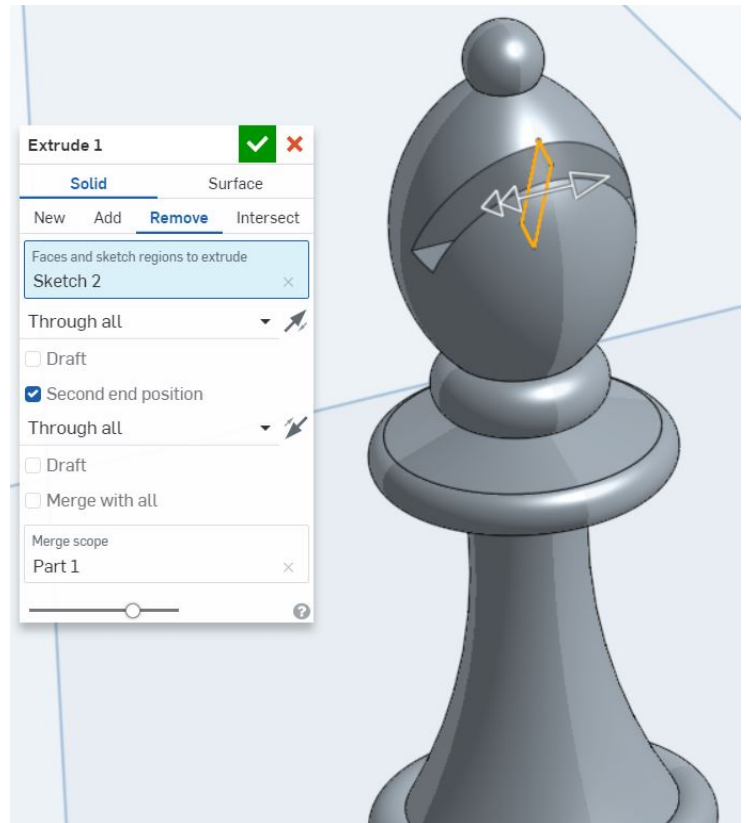 Extrude 1
Solid Surface
New Add Remove Intersect
Faces and sketch regions to extrude
Sketch 2
Through all
Draft
Second end position
Through all
Draft
Merge with all
Merge scope
Part 1